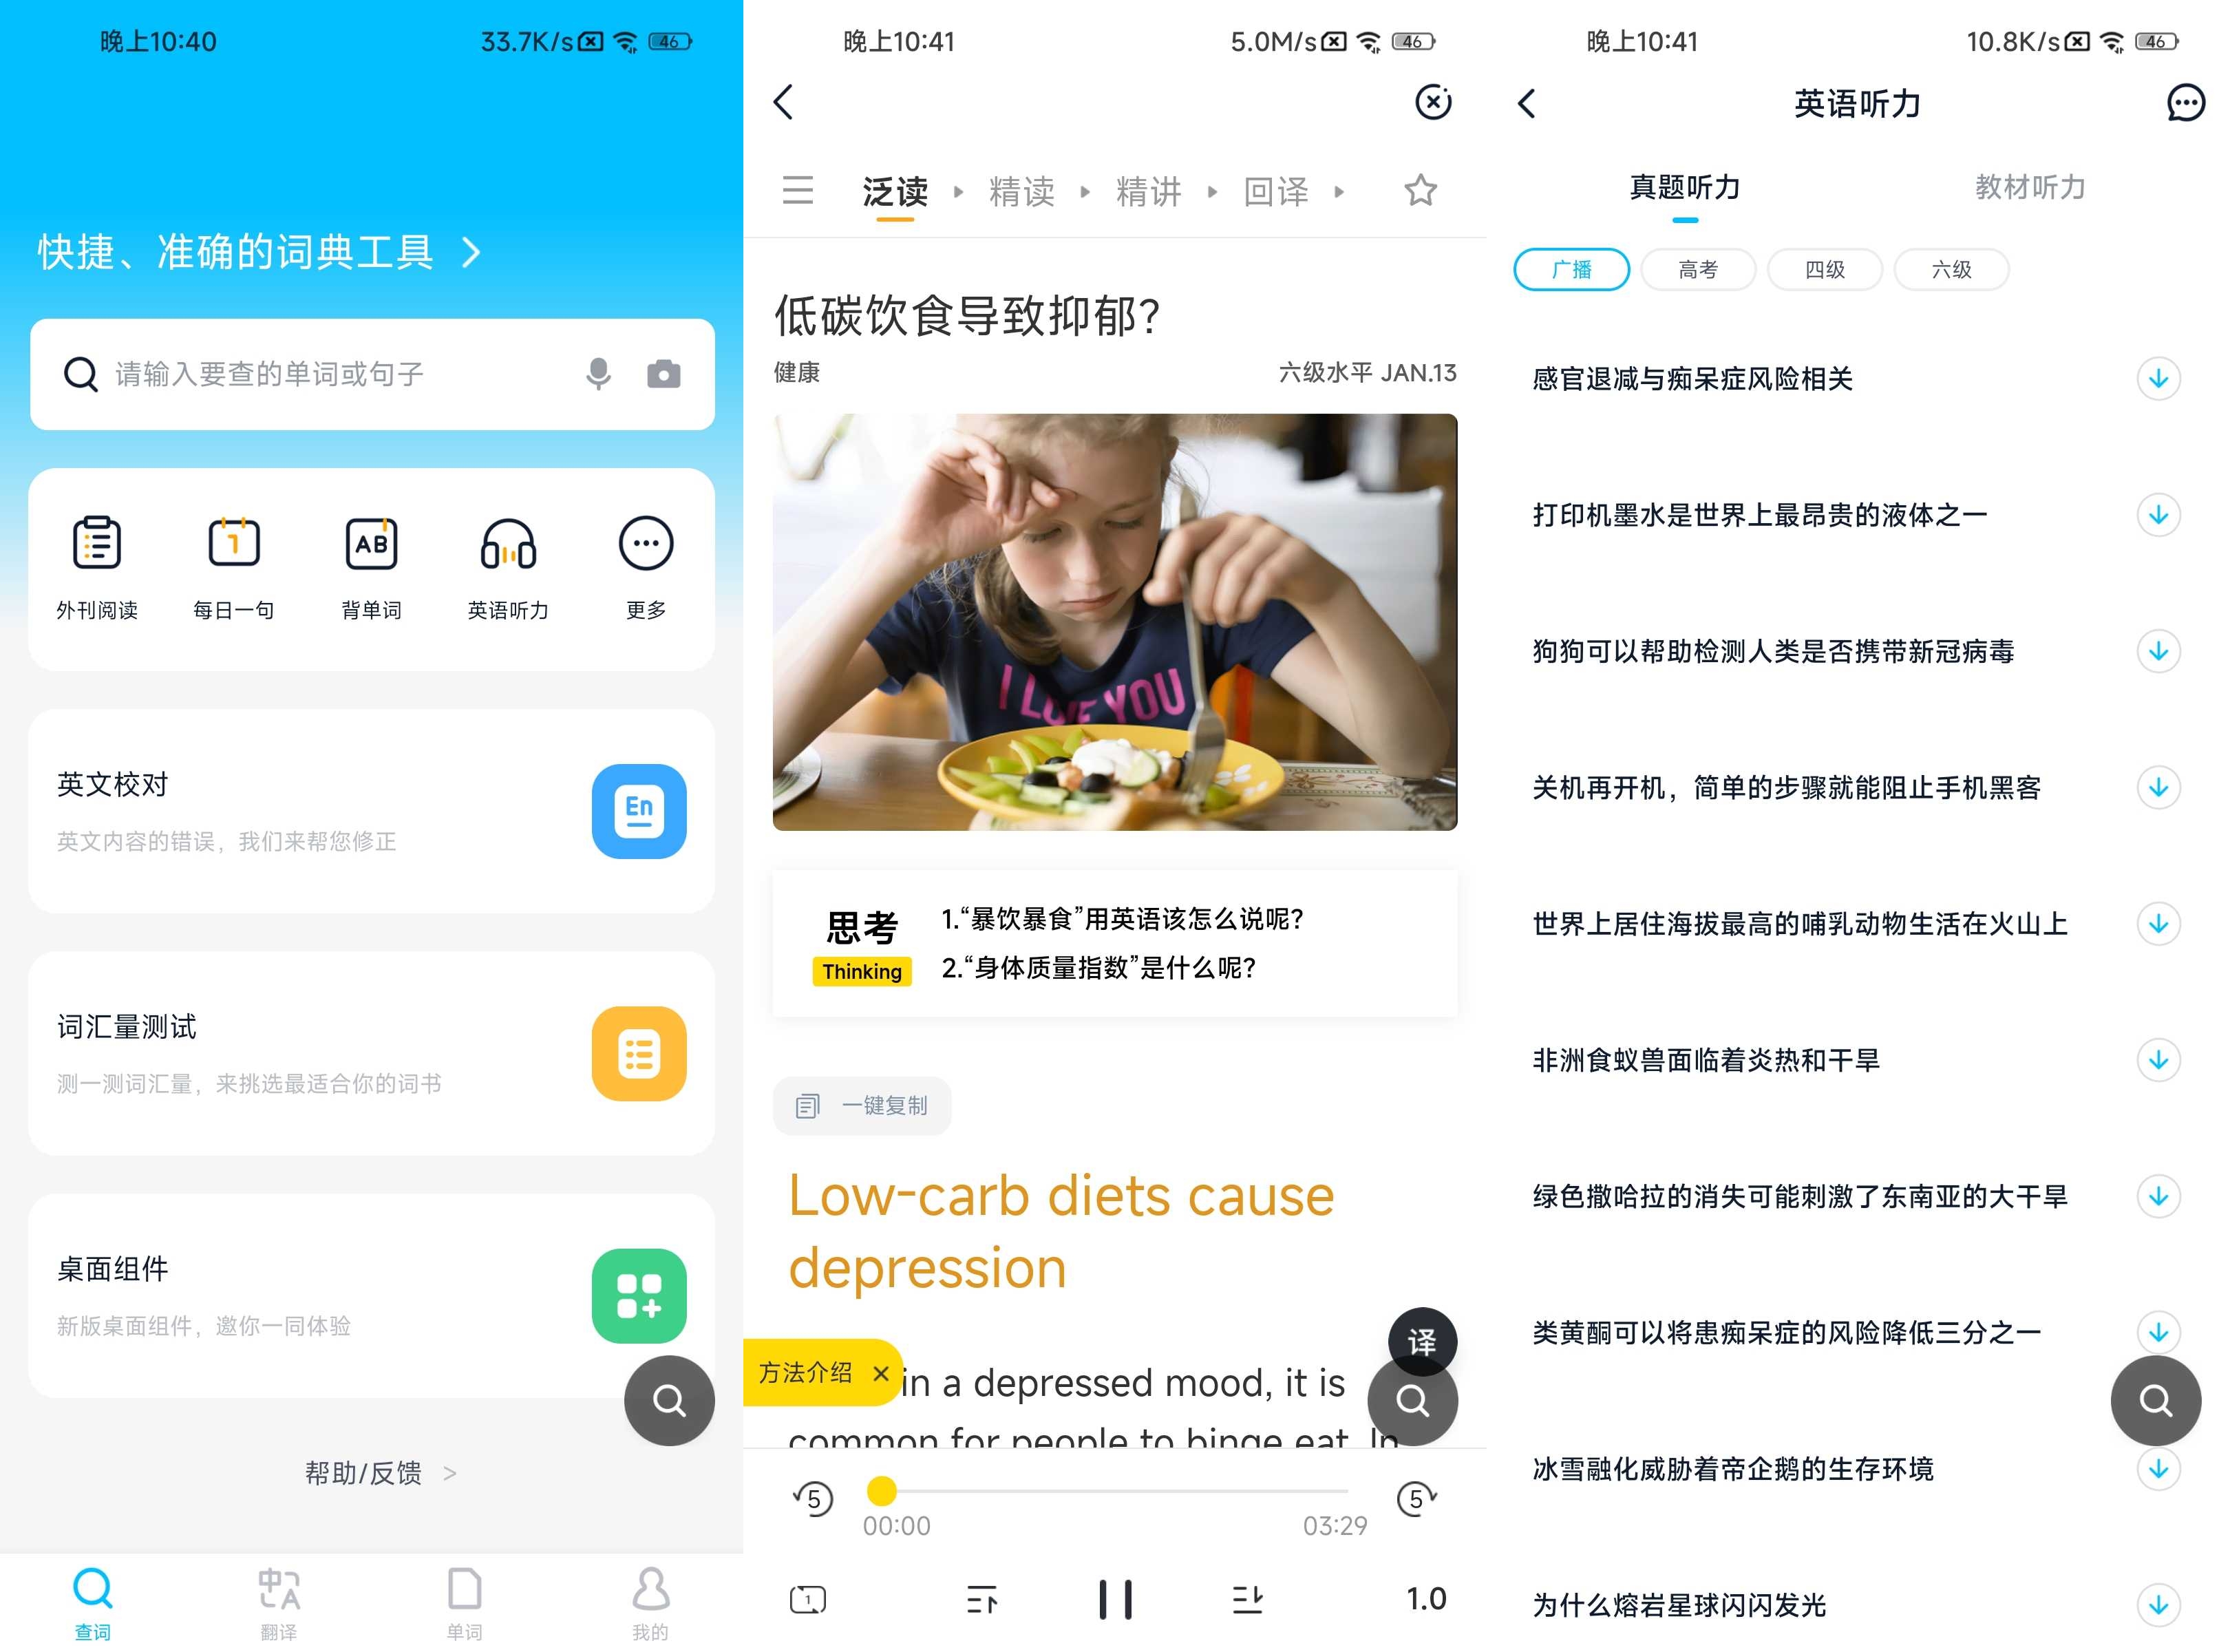 晚上10:40
33.7K/s
46
快捷、准确的词典工具
请输入要查的单词或句子
1
AB
外刊阅读
每日一句
背单词
英语听力
更多
英文校对
英文内容的错误，我们来帮您修正
En
词汇量测试
测一测词汇量，来挑选最适合你的词书
桌面组件
新版桌面组件，邀你一同体验
帮助/反馈 >
中A
查词
翻译
单词
我的
晚上10:41
5.0M/s
46
泛读
精读
精讲
回译
低碳饮食导致抑郁？
健康
六级水平 JAN.13
I LOVE YOU
思考
Thinking
1.“暴饮暴食”用英语该怎么说呢？
2.“身体质量指数”是什么呢？
一键复制
Low-carb diets cause
depression
译
方法介绍 ×
in a depressed mood, it is
common for people to binge eat. In
5
00:00
03:29
5
1
1.0
晚上10:41
10.8K/s
46
英语听力
真题听力
教材听力
广播
高考
四级
六级
感官退减与痴呆症风险相关
打印机墨水是世界上最昂贵的液体之一
狗狗可以帮助检测人类是否携带新冠病毒
关机再开机，简单的步骤就能阻止手机黑客
世界上居住海拔最高的哺乳动物生活在火山上
非洲食蚁兽面临着炎热和干旱
绿色撒哈拉的消失可能刺激了东南亚的大干旱
类黄酮可以将患痴呆症的风险降低三分之一
冰雪融化威胁着帝企鹅的生存环境
为什么熔岩星球闪闪发光